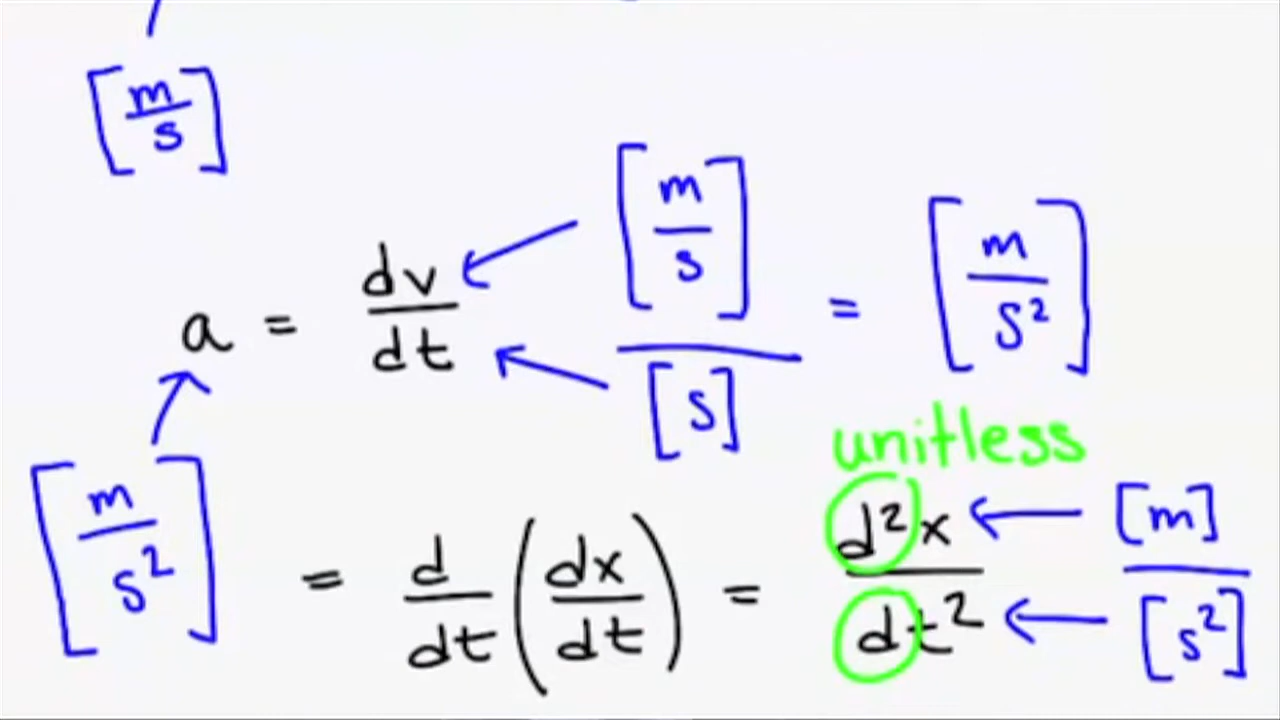 [m/s]
a = dv/dt ← [m/s] / [s] = [m/s²]
unitless
[m/s²] = d/dt (dx/dt) = d²x/dt² ← [m]/[s²]